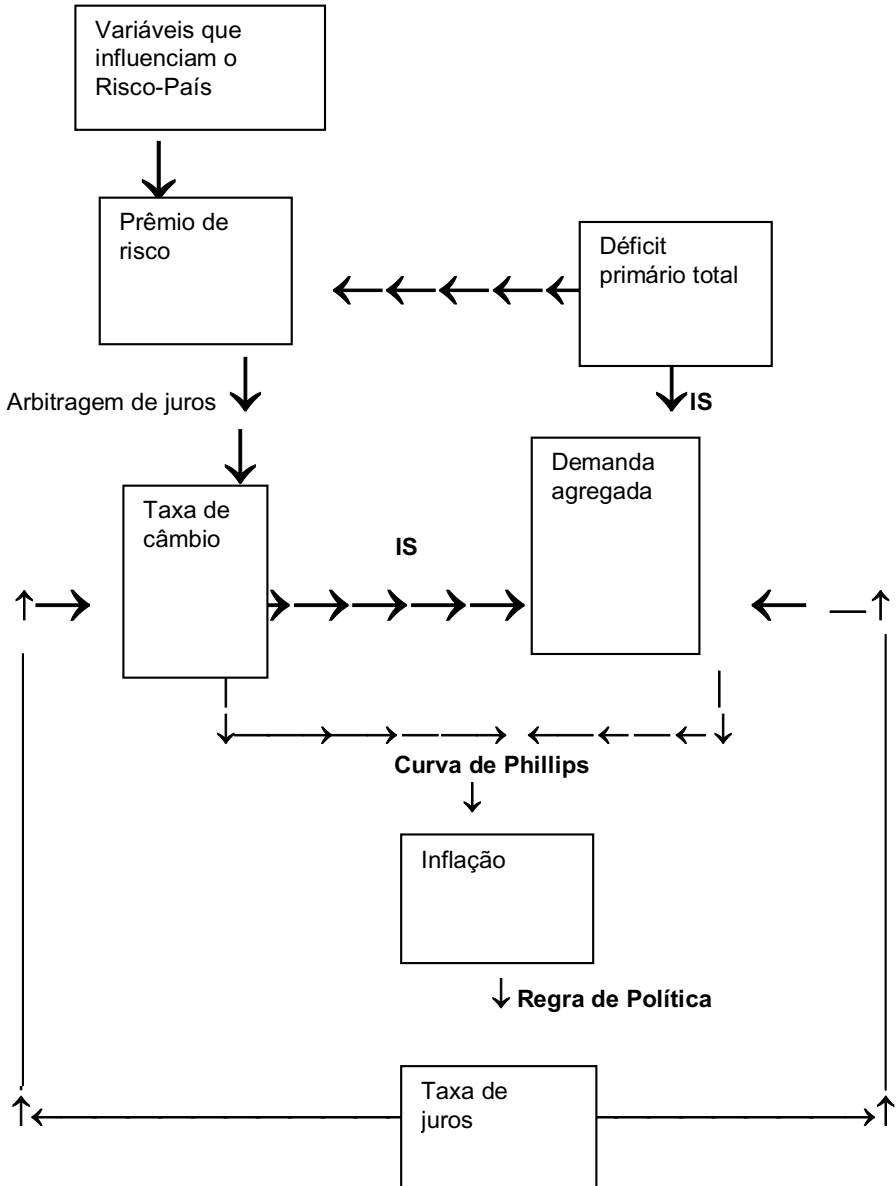 Variáveis que
influenciam o
Risco-País
Prêmio de
risco
Déficit
primário total
Arbitragem de juros
IS
Demanda
agregada
Taxa de
câmbio
IS
Curva de Phillips
Inflação
Regra de Política
Taxa de
juros